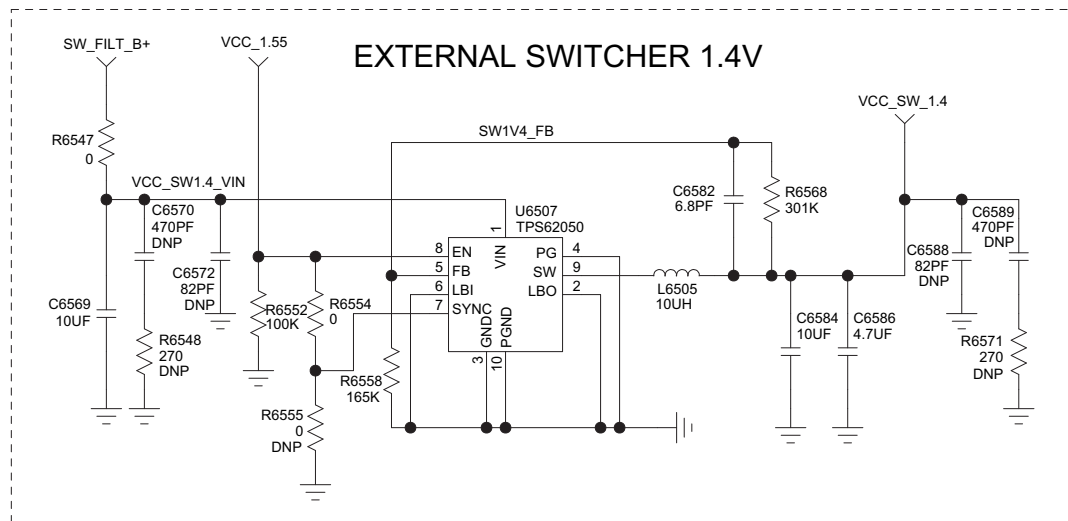 EXTERNAL SWITCHER 1.4V
SW_FILT_B+
VCC_1.55
VCC_SW_1.4
R6547
0
SW1V4_FB
VCC_SW1.4_VIN
C6570
470PF
DNP
C6572
82PF
DNP
C6569
10UF
R6548
270
DNP
R6552
100K
R6554
0
R6555
0
DNP
R6558
165K
U6507
TPS62050
1
VIN
8
EN
5
FB
6
LBI
7
SYNC
PG
4
SW
9
LBO
2
GND
3
PGND
10
C6582
6.8PF
R6568
301K
L6505
10UH
C6584
10UF
C6586
4.7UF
C6588
82PF
DNP
C6589
470PF
DNP
R6571
270
DNP